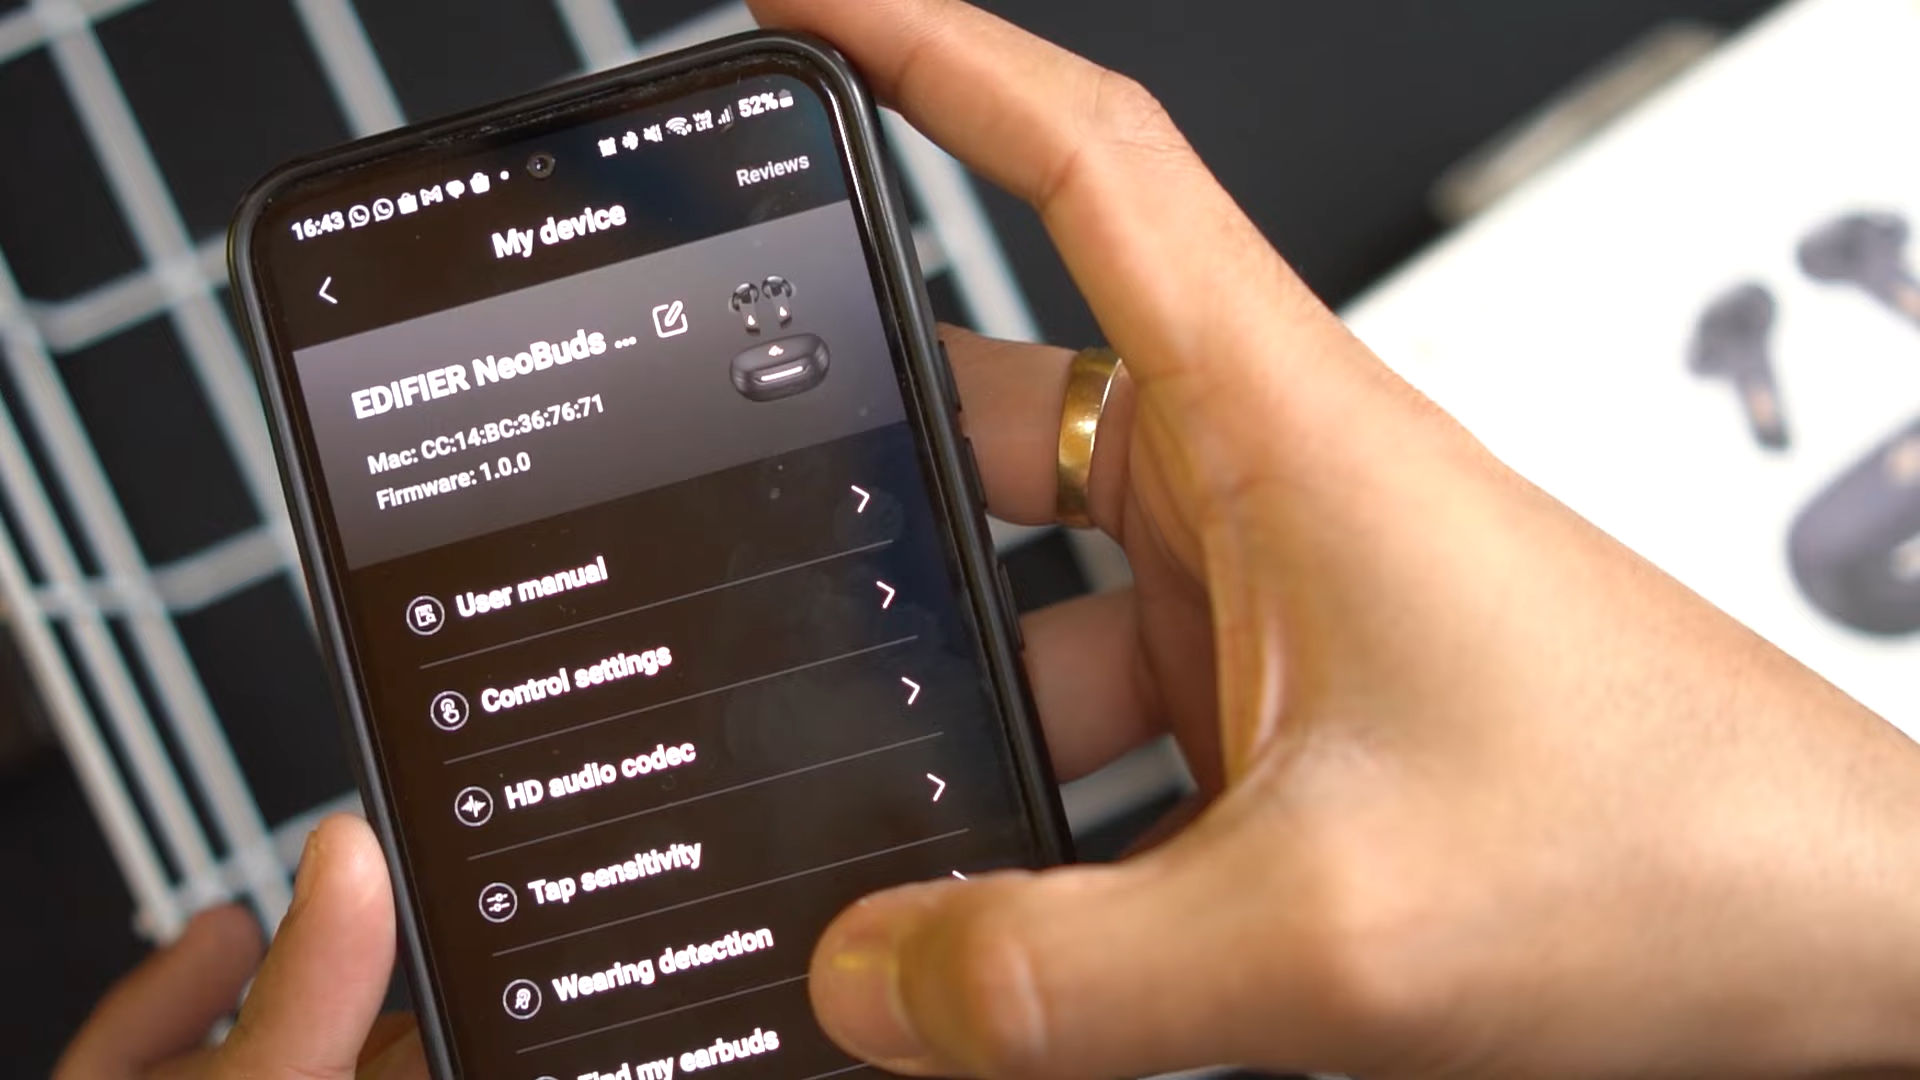 16:43
52%
Reviews
My device
EDIFIER NeoBuds ...
Mac: CC:14:BC:36:76:71
Firmware: 1.0.0
User manual
Control settings
HD audio codec
Tap sensitivity
Wearing detection
Find my earbuds